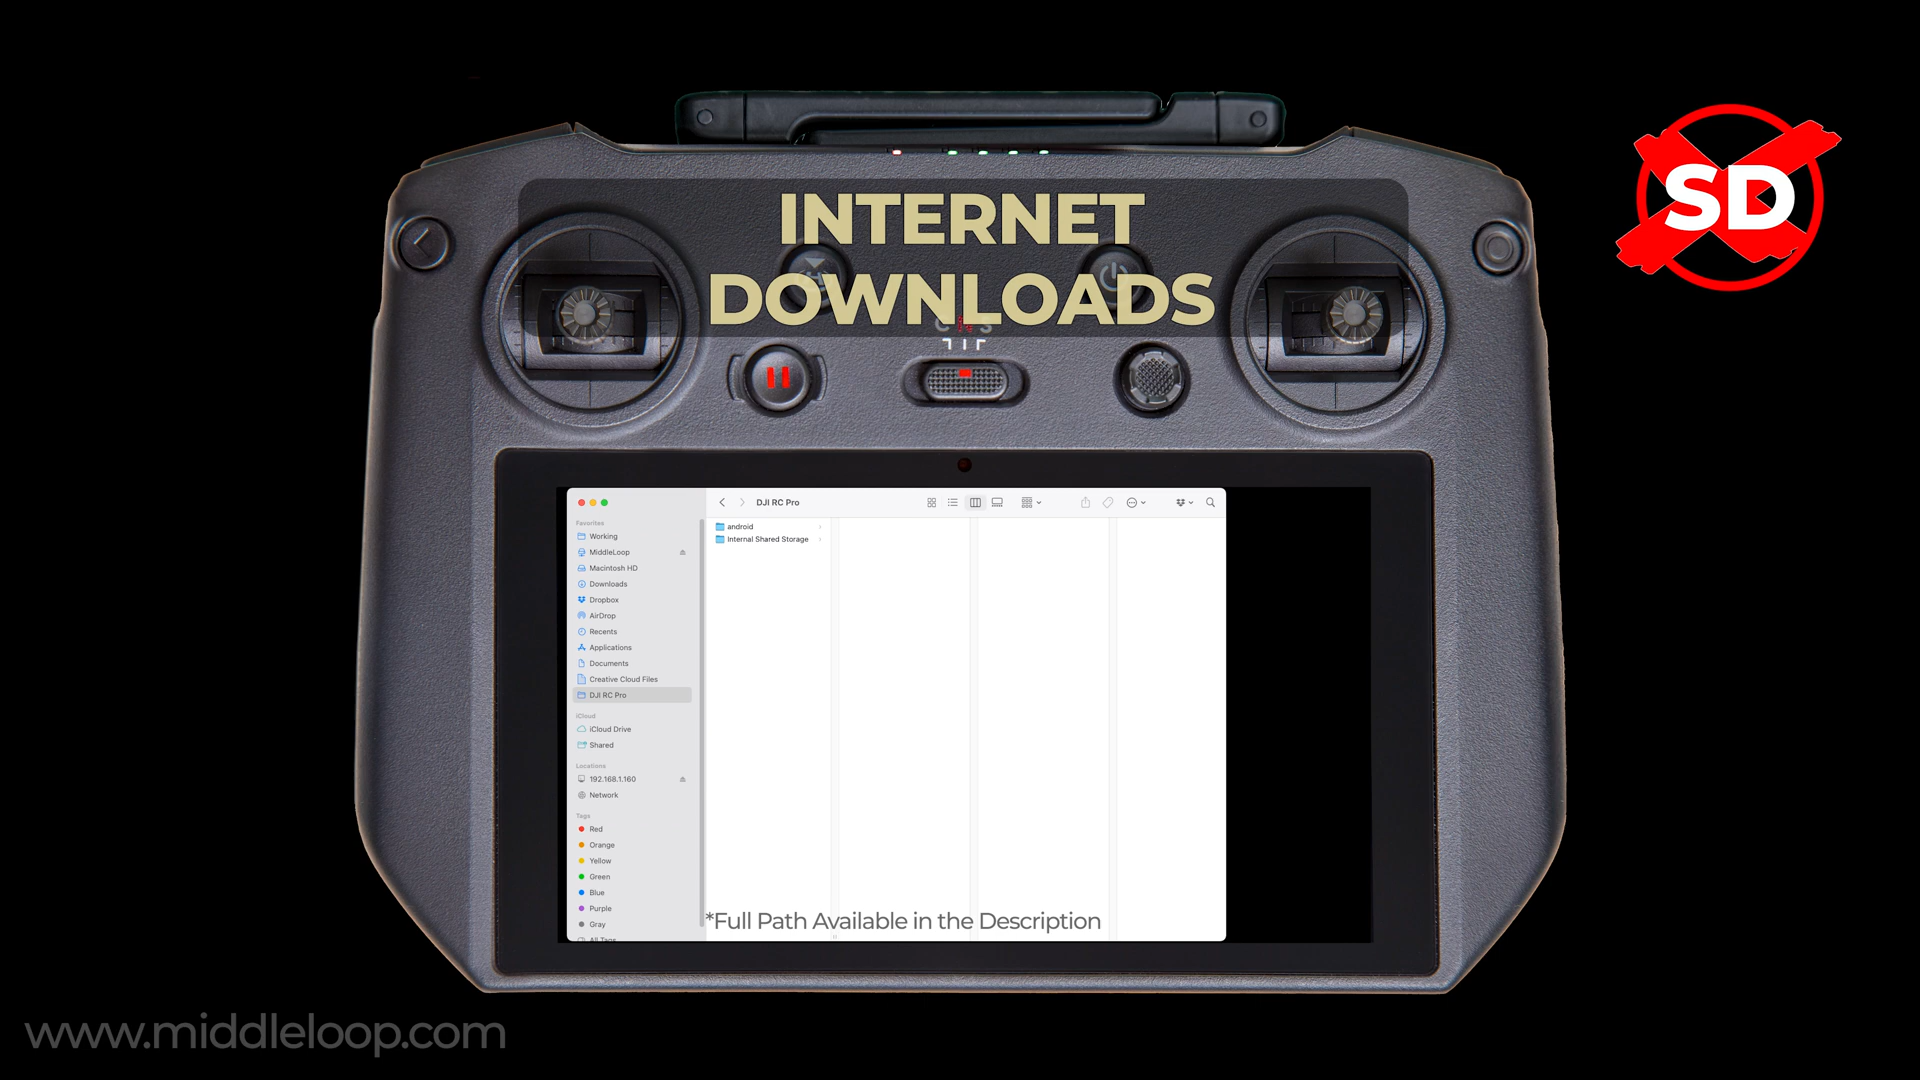 INTERNET
DOWNLOADS
SD
DJI RC Pro
Favorites
Working
MiddleLoop
Macintosh HD
Downloads
Dropbox
AirDrop
Recents
Applications
Documents
Creative Cloud Files
DJI RC Pro
iCloud
iCloud Drive
Shared
Locations
192.168.1.160
Network
Tags
Red
Orange
Yellow
Green
Blue
Purple
Gray
All Tags
android
Internal Shared Storage
*Full Path Available in the Description
www.middleloop.com